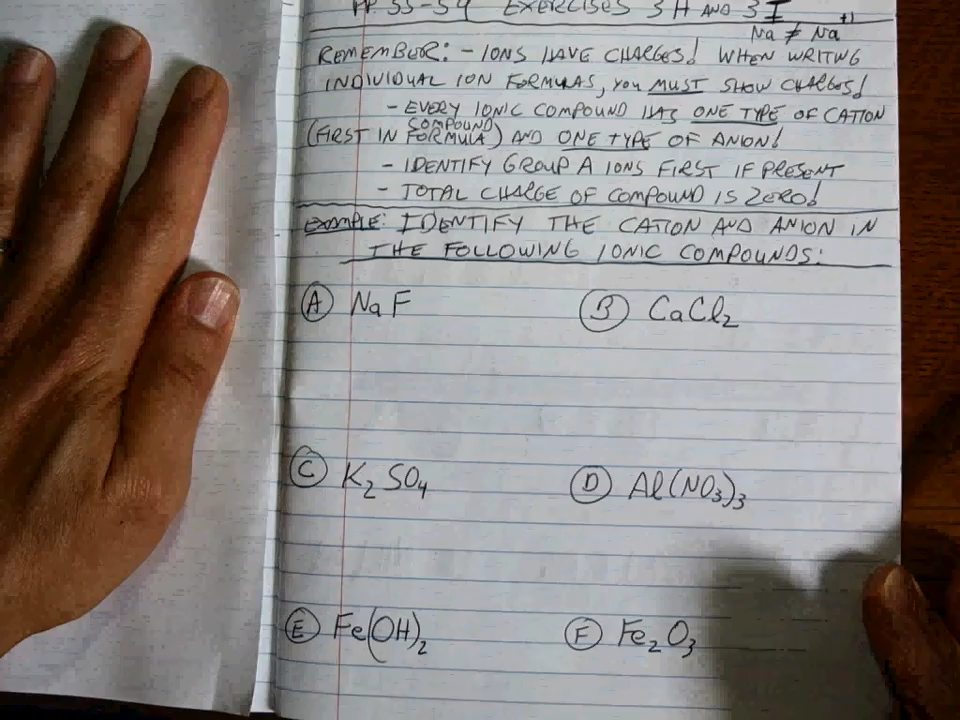 PP 53-54 EXERCISES 3H AND 3I
Na ≠ Na⁺¹
REMEMBER: - IONS HAVE CHARGES! WHEN WRITING
INDIVIDUAL ION FORMULAS, YOU MUST SHOW CHARGES!
- EVERY IONIC COMPOUND HAS ONE TYPE OF CATION
(FIRST IN COMPOUND FORMULA) AND ONE TYPE OF ANION!
- IDENTIFY GROUP A IONS FIRST IF PRESENT
- TOTAL CHARGE OF COMPOUND IS ZERO!
EXAMPLE: IDENTIFY THE CATION AND ANION IN
THE FOLLOWING IONIC COMPOUNDS:
Ⓐ NaF Ⓑ CaCl₂
Ⓒ K₂SO₄ Ⓓ Al(NO₃)₃
Ⓔ Fe(OH)₂ Ⓕ Fe₂O₃